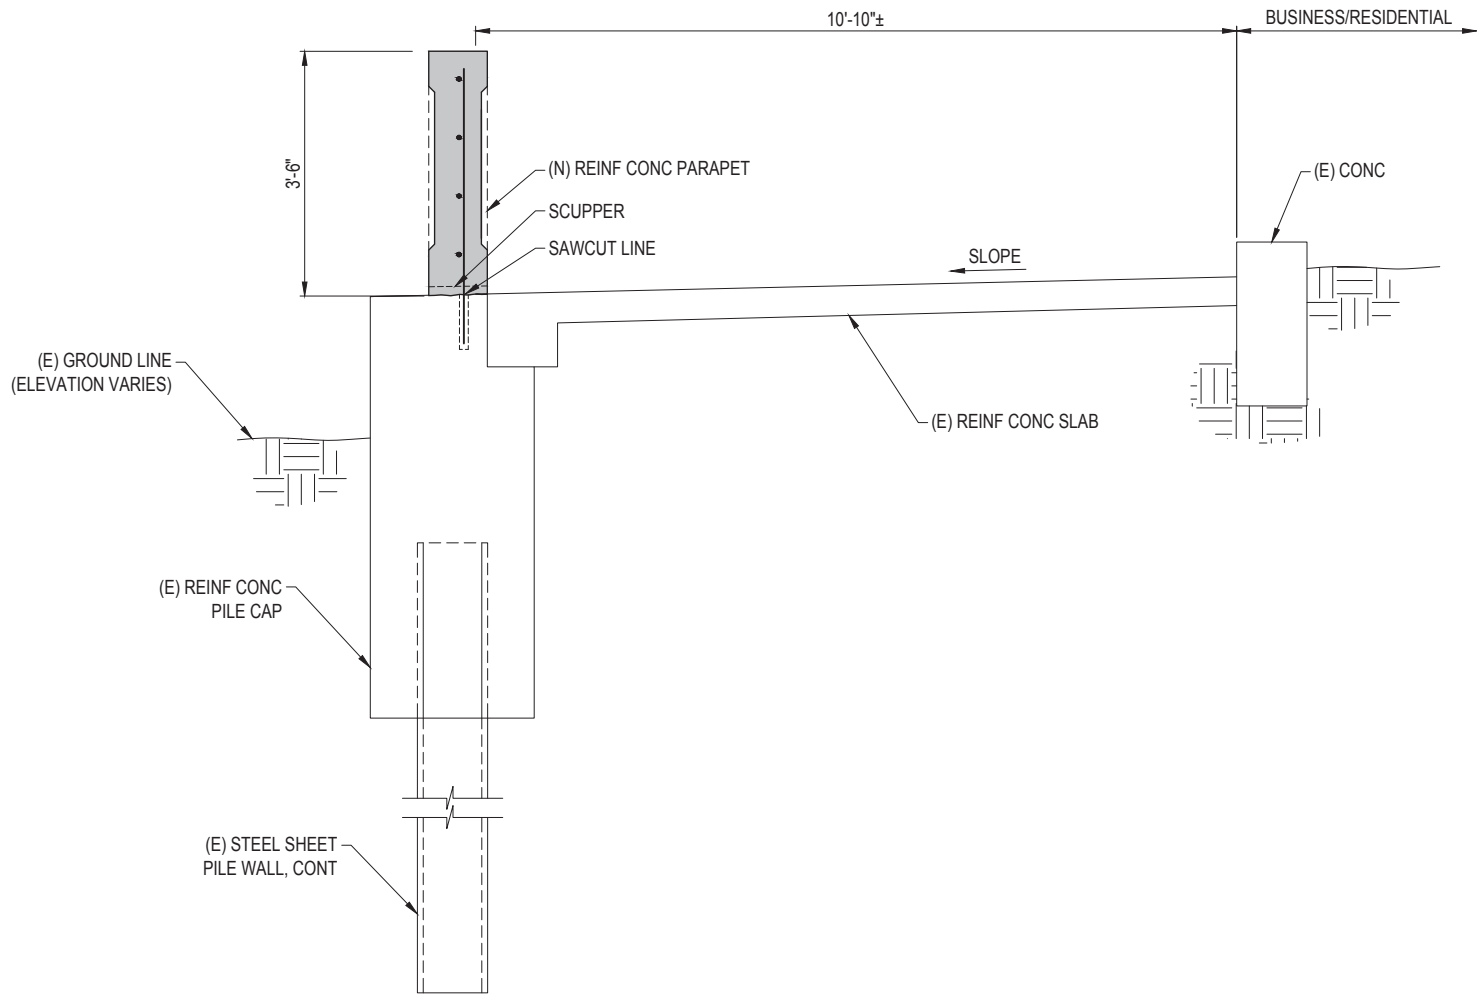 10'-10"±
BUSINESS/RESIDENTIAL
3'-6"
(N) REINF CONC PARAPET
(E) CONC
SCUPPER
SAWCUT LINE
SLOPE
(E) GROUND LINE
(ELEVATION VARIES)
(E) REINF CONC SLAB
(E) REINF CONC
PILE CAP
(E) STEEL SHEET
PILE WALL, CONT